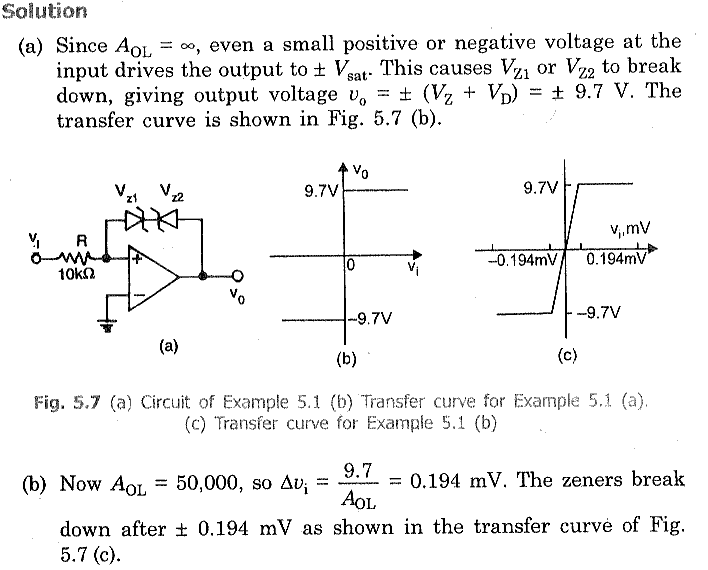 Solution
(a) Since A_OL = ∞, even a small positive or negative voltage at the
input drives the output to ± V_sat. This causes V_Z1 or V_Z2 to break
down, giving output voltage v_o = ± (V_Z + V_D) = ± 9.7 V. The
transfer curve is shown in Fig. 5.7 (b).
V_z1 V_z2
V_i
R
10kΩ
+
−
V_o
(a)
V_o
9.7V
0
V_i
–9.7V
(b)
9.7V
V_i,mV
–0.194mV
0.194mV
–9.7V
(c)
Fig. 5.7 (a) Circuit of Example 5.1 (b) Transfer curve for Example 5.1 (a).
(c) Transfer curve for Example 5.1 (b)
(b) Now A_OL = 50,000, so Δv_i = 9.7 / A_OL = 0.194 mV. The zeners break
down after ± 0.194 mV as shown in the transfer curve of Fig.
5.7 (c).